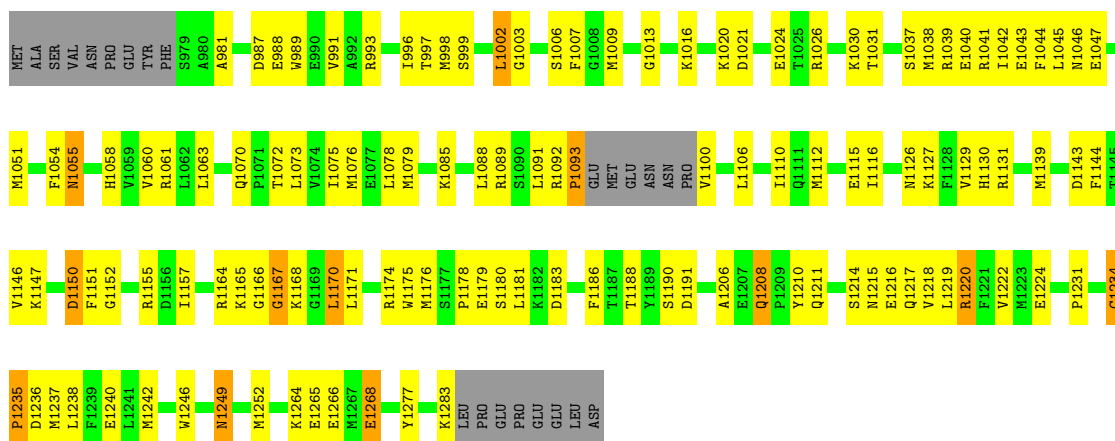 MET ALA SER VAL ASN PRO GLU TYR PHE S979 A980 A981 D987 E988 W989 E990 V991 A992 R993 I996 T997 M998 S999 L1002 G1003 S1006 F1007 G1008 M1009 G1013 K1016 K1020 D1021 E1024 T1025 R1026 K1030 T1031 S1037 M1038 R1039 E1040 R1041 I1042 E1043 F1044 L1045 N1046 E1047
M1051 F1054 N1055 H1058 V1059 V1060 R1061 L1062 L1063 Q1070 P1071 T1072 L1073 V1074 I1075 M1076 E1077 L1078 M1079 K1085 L1088 R1089 S1090 L1091 R1092 P1093 GLU MET GLU ASN ASN PRO V1100 L1106 I1110 Q1111 M1112 E1115 I1116 N1126 K1127 F1128 V1129 H1130 R1131 M1139 D1143 F1144 T1145
V1146 K1147 D1150 F1151 G1152 R1155 D1156 I1157 R1164 K1165 G1166 G1167 K1168 G1169 L1170 L1171 R1174 W1175 M1176 S1177 P1178 E1179 S1180 L1181 K1182 D1183 F1186 T1187 T1188 Y1189 S1190 D1191 A1206 E1207 Q1208 P1209 Y1210 Q1211 S1214 N1215 E1216 Q1217 V1218 L1219 R1220 F1221 V1222 M1223 E1224 P1231 G1234
P1235 D1236 M1237 L1238 F1239 E1240 L1241 M1242 W1246 N1249 M1252 K1264 E1265 E1266 M1267 E1268 Y1277 K1283 LEU PRO GLU PRO GLU GLU LEU ASP